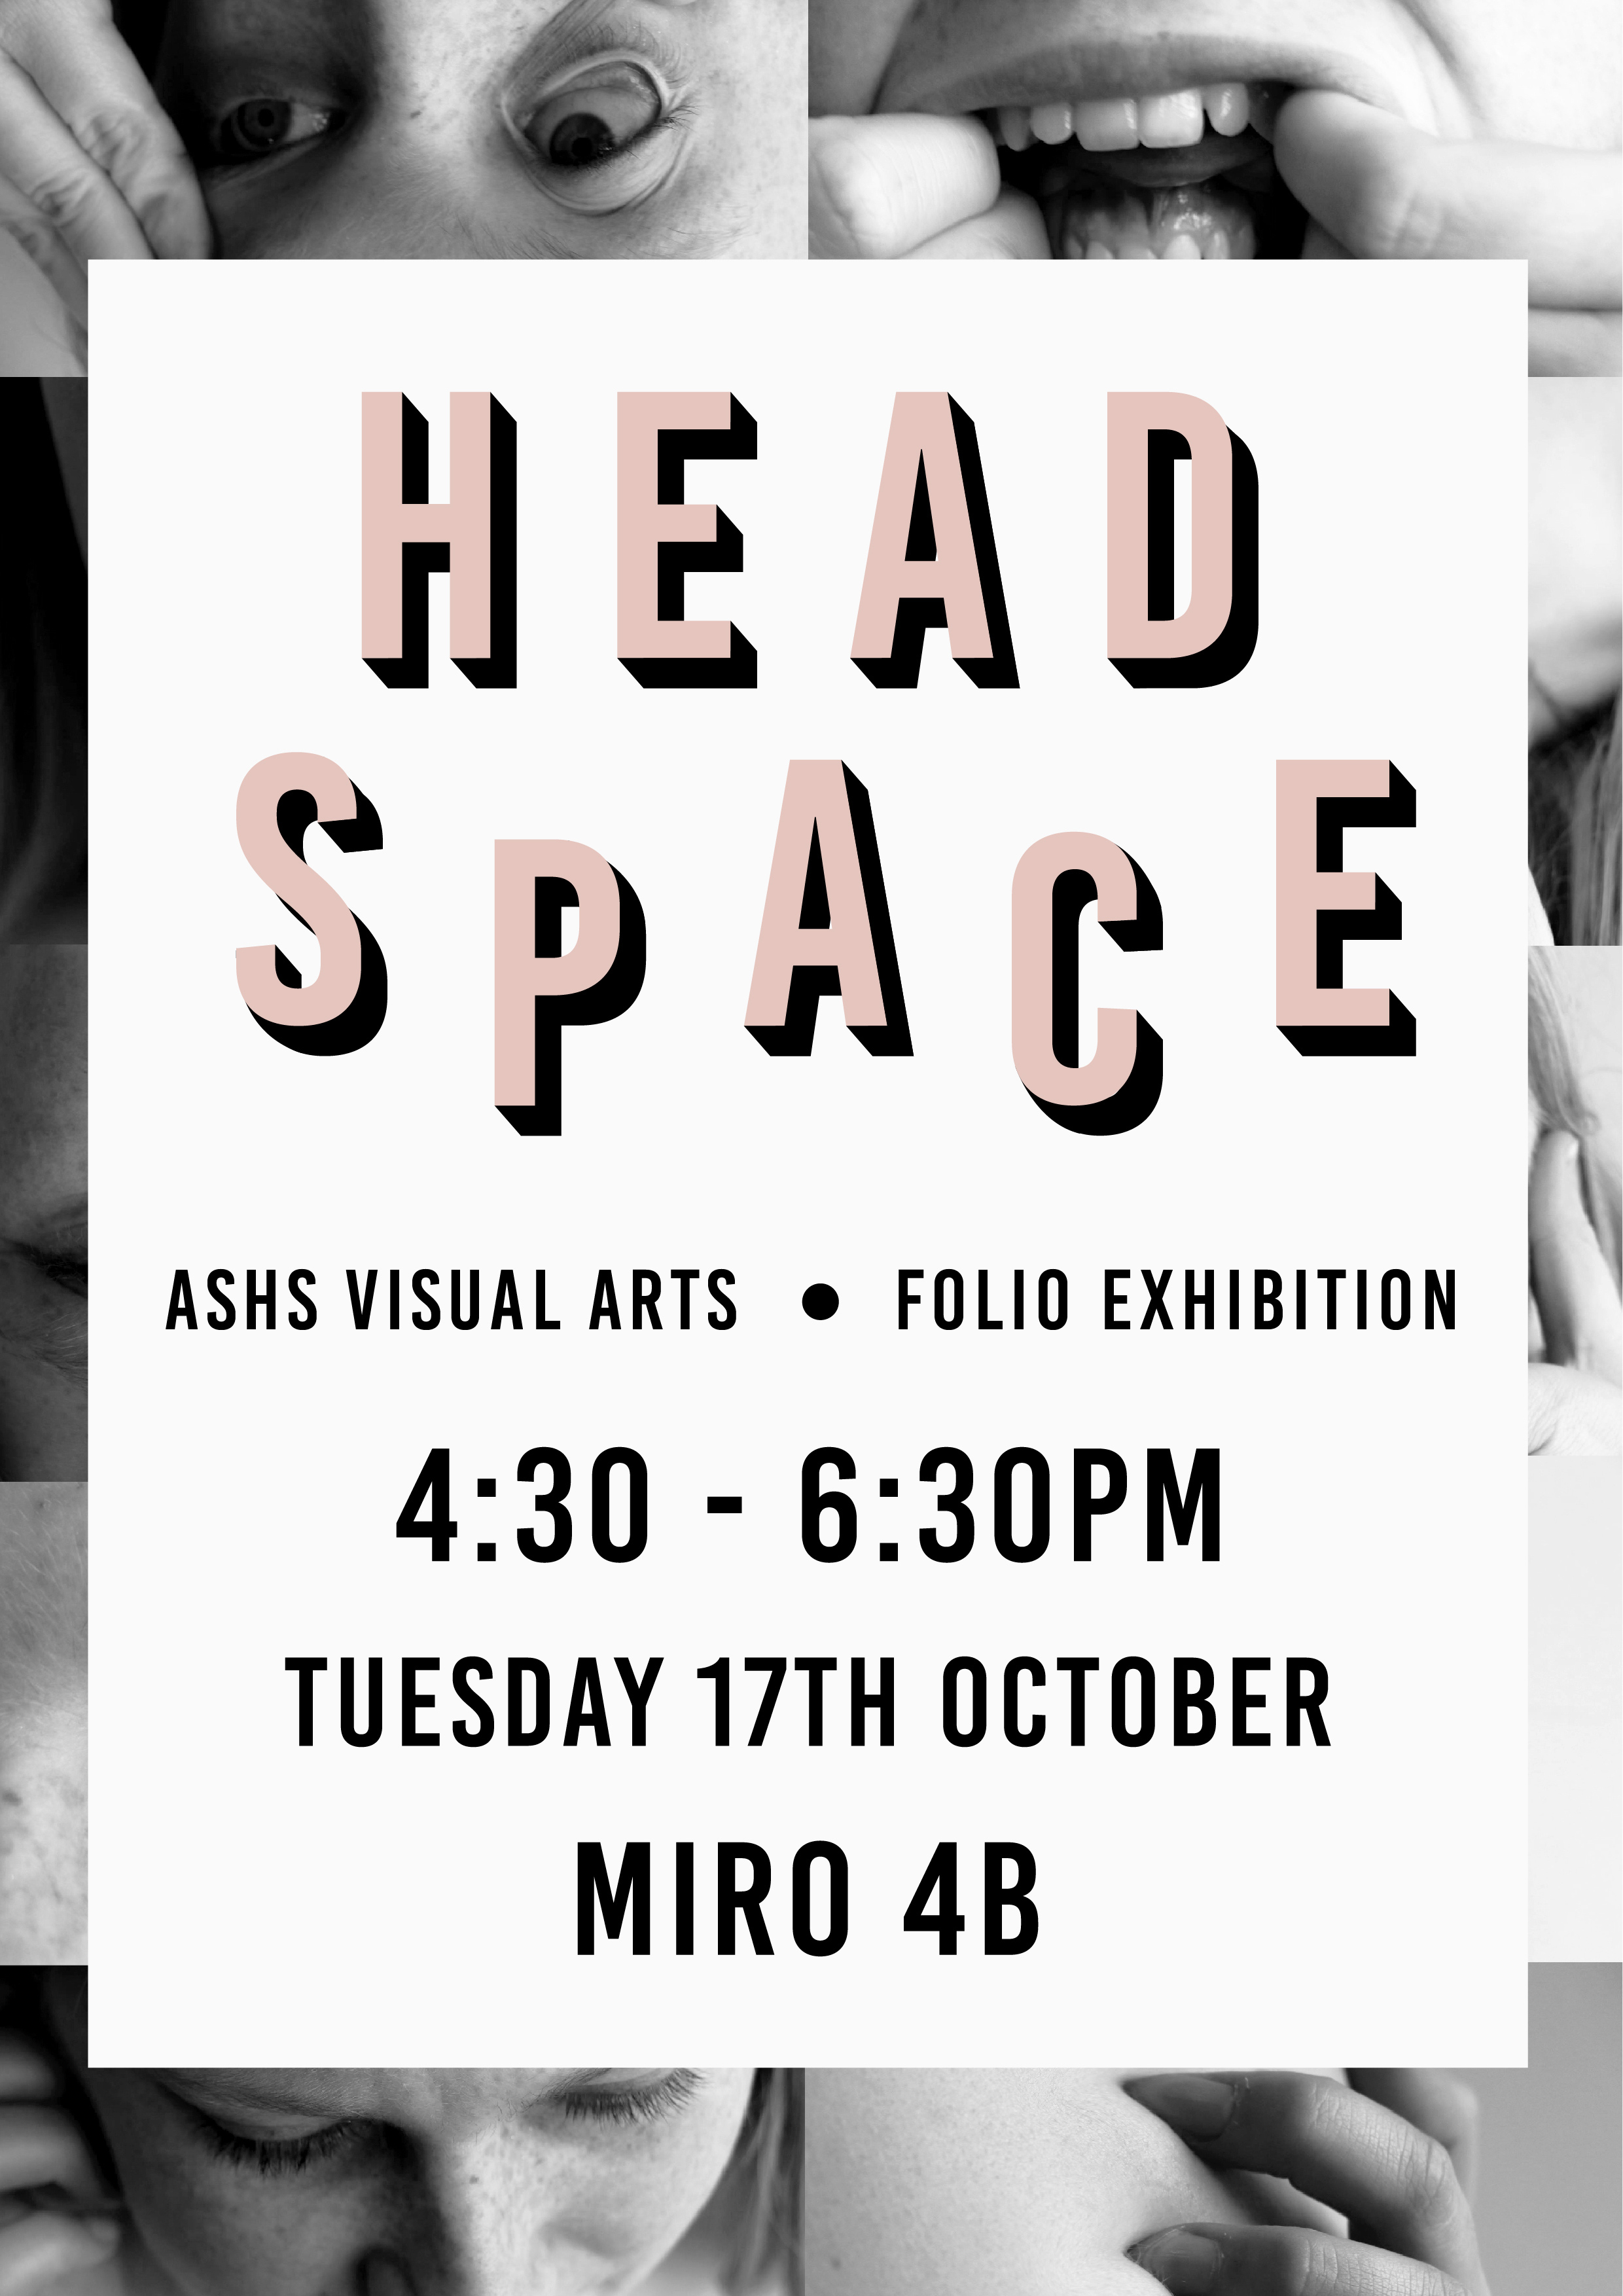 HEAD
SPACE
ASHS VISUAL ARTS ● FOLIO EXHIBITION
4:30 - 6:30PM
TUESDAY 17TH OCTOBER
MIRO 4B